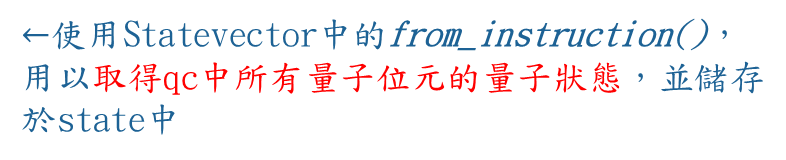 ←使用Statevector中的from_instruction(),
用以取得qc中所有量子位元的量子狀態,並儲存
於state中